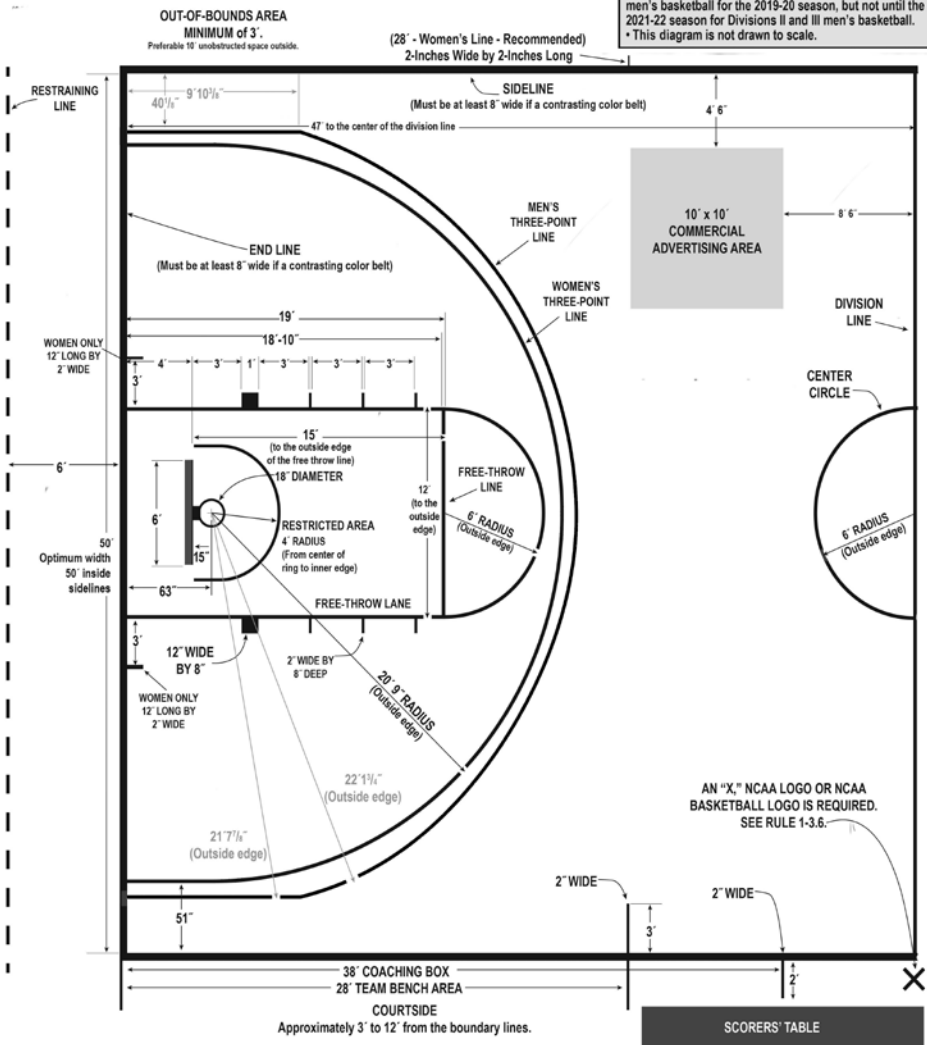 men's basketball for the 2019-20 season, but not until the
2021-22 season for Divisions II and III men's basketball.
• This diagram is not drawn to scale.
OUT-OF-BOUNDS AREA
MINIMUM of 3´.
Preferable 10´ unobstructed space outside.
(28´ - Women's Line - Recommended)
2-Inches Wide by 2-Inches Long
RESTRAINING
LINE
9´10³/₈˝
40¹/₈˝
SIDELINE
(Must be at least 8˝ wide if a contrasting color belt)
4´ 6˝
47´ to the center of the division line
10´ x 10´
COMMERCIAL
ADVERTISING AREA
8´ 6˝
MEN'S
THREE-POINT
LINE
END LINE
(Must be at least 8˝ wide if a contrasting color belt)
WOMEN'S
THREE-POINT
LINE
DIVISION
LINE
19´
18´-10˝
WOMEN ONLY
12˝ LONG BY
2˝ WIDE
4´ 3´ 1´ 3´ 3´ 3´
3´
CENTER
CIRCLE
15´
(to the outside edge
of the free throw line)
18˝ DIAMETER
6´
FREE-THROW
LINE
12´
(to the
outside
edge)
6´
6´ RADIUS
(Outside edge)
6´ RADIUS
(Outside edge)
RESTRICTED AREA
4´ RADIUS
(From center of
ring to inner edge)
15˝
50´
Optimum width
50´ inside
sidelines
63˝
FREE-THROW LANE
3´
12˝ WIDE
BY 8˝
2˝ WIDE BY
8˝ DEEP
WOMEN ONLY
12˝ LONG BY
2˝ WIDE
20´ 9˝ RADIUS
(Outside edge)
22´1³/₄˝
(Outside edge)
21´7⁷/₈˝
(Outside edge)
AN “X,” NCAA LOGO OR NCAA
BASKETBALL LOGO IS REQUIRED.
SEE RULE 1-3.6.
2˝ WIDE
2˝ WIDE
51˝
3´
38´ COACHING BOX
2´
28´ TEAM BENCH AREA
X
COURTSIDE
Approximately 3´ to 12´ from the boundary lines.
SCORERS' TABLE